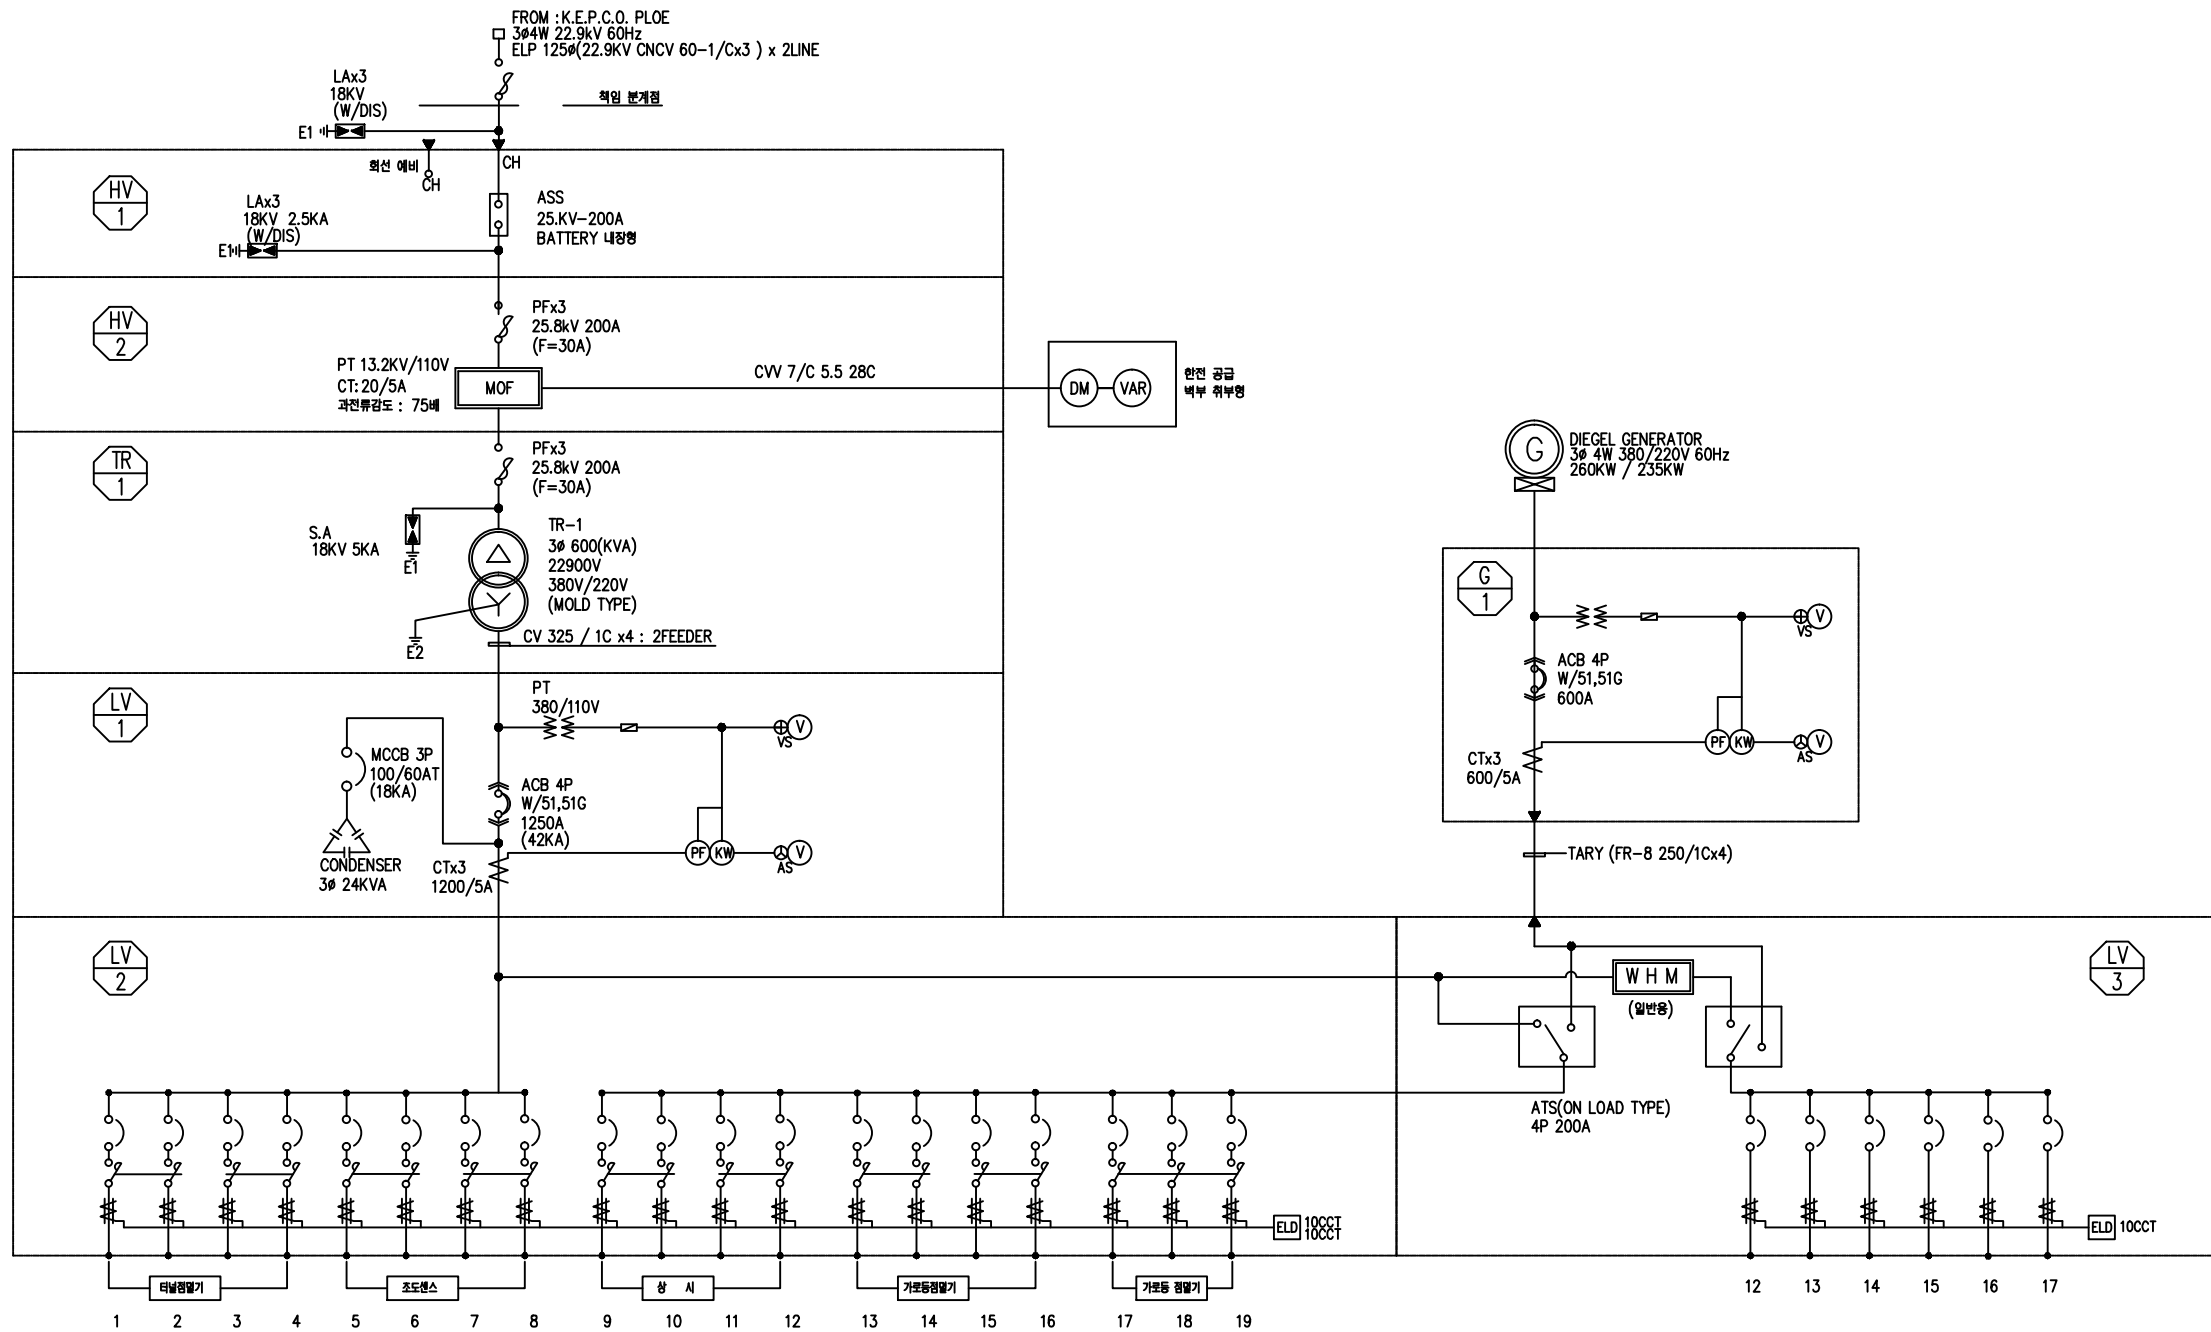 FROM :K.E.P.C.O. PLOE
3ø4W 22.9kV 60Hz
ELP 125ø(22.9KV CNCV 60-1/Cx3 ) x 2LINE
LAx3
18KV
(W/DIS)
책임 분계점
E1
회선 예비
CH
CH
HV
1
LAx3
18KV 2.5KA
(W/DIS)
E1
ASS
25.KV-200A
BATTERY 내장형
HV
2
PFx3
25.8kV 200A
(F=30A)
PT 13.2KV/110V
CT: 20/5A
과전류감도 : 75배
MOF
CVV 7/C 5.5 28C
DM
VAR
한전 공급
벽부 취부형
TR
1
PFx3
25.8kV 200A
(F=30A)
S.A
18KV 5KA
E1
TR-1
3ø 600(KVA)
22900V
380V/220V
(MOLD TYPE)
E2
CV 325 / 1C x4 : 2FEEDER
G
DIEGEL GENERATOR
3ø 4W 380/220V 60Hz
260KW / 235KW
G
1
VS
V
ACB 4P
W/51,51G
600A
PF
KW
AS
V
CTx3
600/5A
TARY (FR-8 250/1Cx4)
LV
1
PT
380/110V
VS
V
MCCB 3P
100/60AT
(18KA)
CONDENSER
3ø 24KVA
ACB 4P
W/51,51G
1250A
(42KA)
CTx3
1200/5A
PF
KW
AS
V
LV
2
LV
3
W H M
(일반용)
ATS(ON LOAD TYPE)
4P 200A
ELD
10CCT
10CCT
ELD
10CCT
터널점멸기
조도센스
상 시
가로등점멸기
가로등 점멸기
12 13 14 15 16 17
1 2 3 4 5 6 7 8 9 10 11 12 13 14 15 16 17 18 19